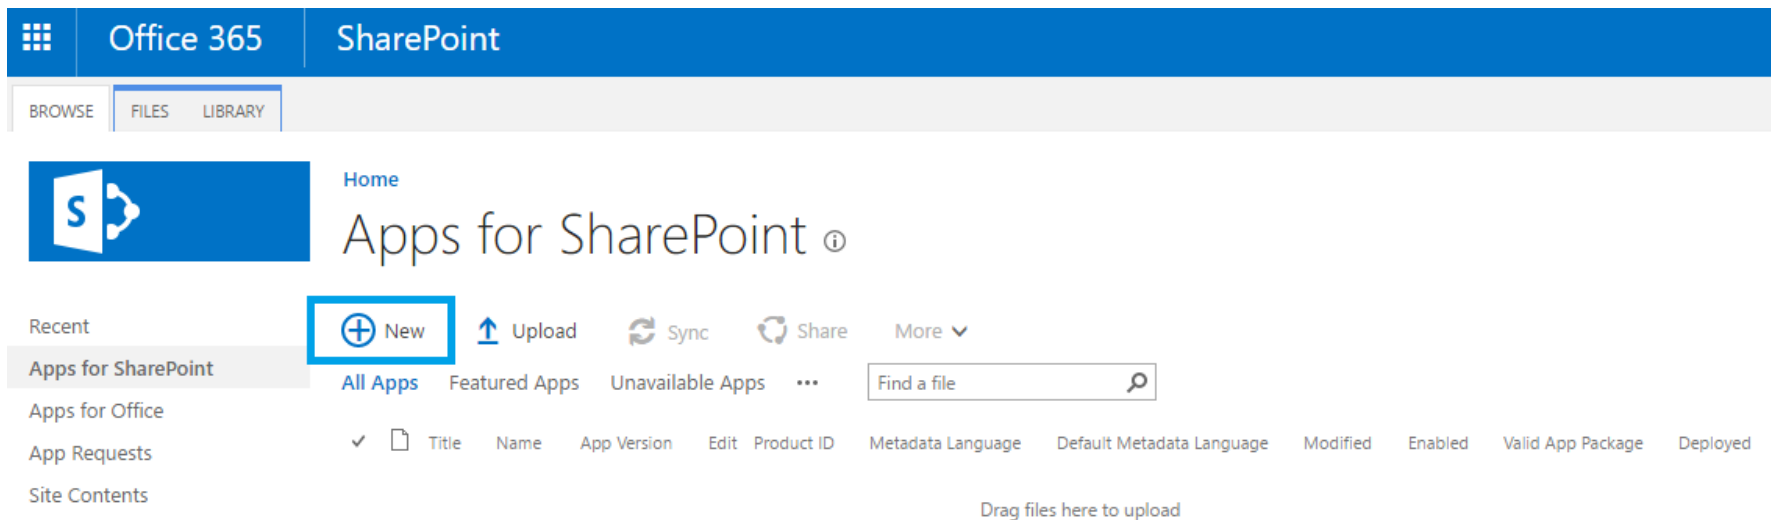 Office 365 SharePoint
BROWSE FILES LIBRARY
S
Home
Apps for SharePoint
Recent
Apps for SharePoint
Apps for Office
App Requests
Site Contents
New Upload Sync Share More
All Apps Featured Apps Unavailable Apps ... Find a file
Title Name App Version Edit Product ID Metadata Language Default Metadata Language Modified Enabled Valid App Package Deployed
Drag files here to upload